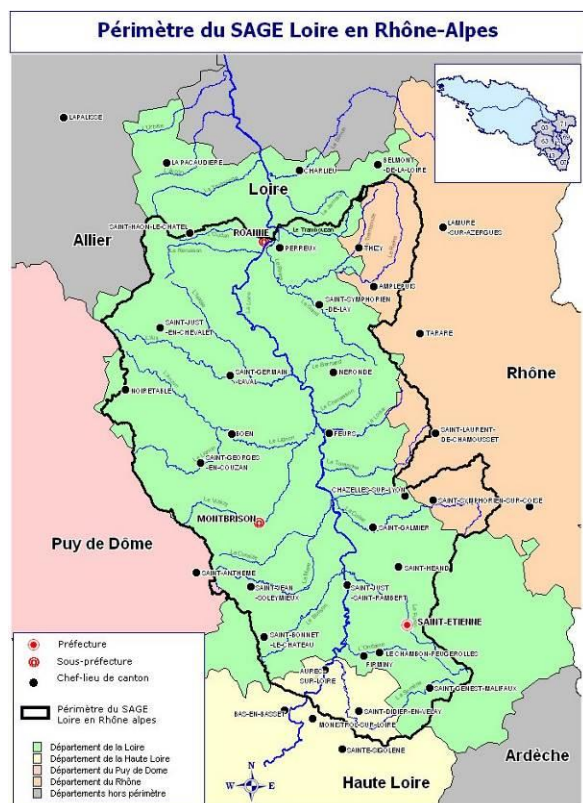 Périmètre du SAGE Loire en Rhône-Alpes
LAPALISSE
LA PACAUDIERE
CHARLIEU
BELMONT
-DE-LA-LOIRE
Loire
Allier
SAINT-HAON-LE-CHATEL
ROANNE
PERREUX
Le Trambouzan
THIZY
LAMURE
-SUR-AZERGUES
AMPLEPUIS
SAINT-SYMPHORIEN
-DE-LAY
TARARE
SAINT-JUST
-EN-CHEVALET
Rhône
SAINT-GERMAIN
-LAVAL
NERONDE
NOIRETABLE
BOEN
FEURS
SAINT-LAURENT
-DE-CHAMOUSSET
SAINT-GEORGES
-EN-COUZAN
CHAZELLES-SUR-LYON
SAINT-SYMPHORIEN-SUR-COISE
MONTBRISON
SAINT-GALMIER
Puy de Dôme
SAINT-ANTHEME
SAINT-HEAND
SAINT-JEAN
-SOLEYMIEUX
SAINT-JUST
-SAINT-RAMBERT
SAINT-ETIENNE
SAINT-BONNET
-LE-CHATEAU
LE CHAMBON-FEUGEROLLES
FIRMINY
AUREC
SUR-LOIRE
SAINT-GENEST-MALIFAUX
BAS-EN-BASSET
SAINT-DIDIER-EN-VELAY
MONISTROL-SUR-LOIRE
SAINTE-SIGOLENE
Ardèche
Haute Loire
Préfecture
Sous-préfecture
Chef-lieu de canton
Périmètre du SAGE
Loire en Rhône alpes
Département de la Loire
Département de la Haute Loire
Département du Puy de Dome
Département du Rhône
Départements hors périmètre
N
W
E
S